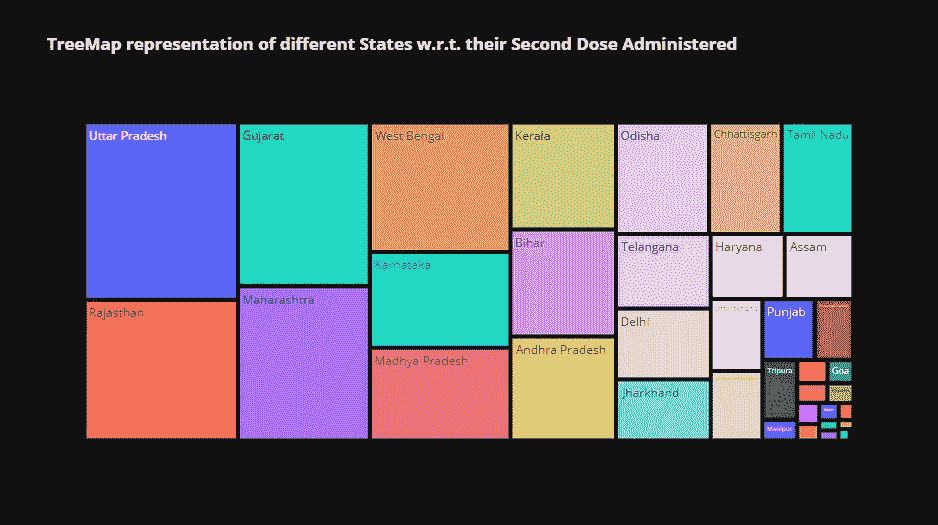 TreeMap representation of different States w.r.t. their Second Dose Administered
Uttar Pradesh
Gujarat
West Bengal
Kerala
Odisha
Chhattisgarh
Tamil Nadu
Bihar
Telangana
Haryana
Assam
Karnataka
Maharashtra
Rajasthan
Punjab
Delhi
Andhra Pradesh
Madhya Pradesh
Tripura
Goa
Jharkhand
Manipur